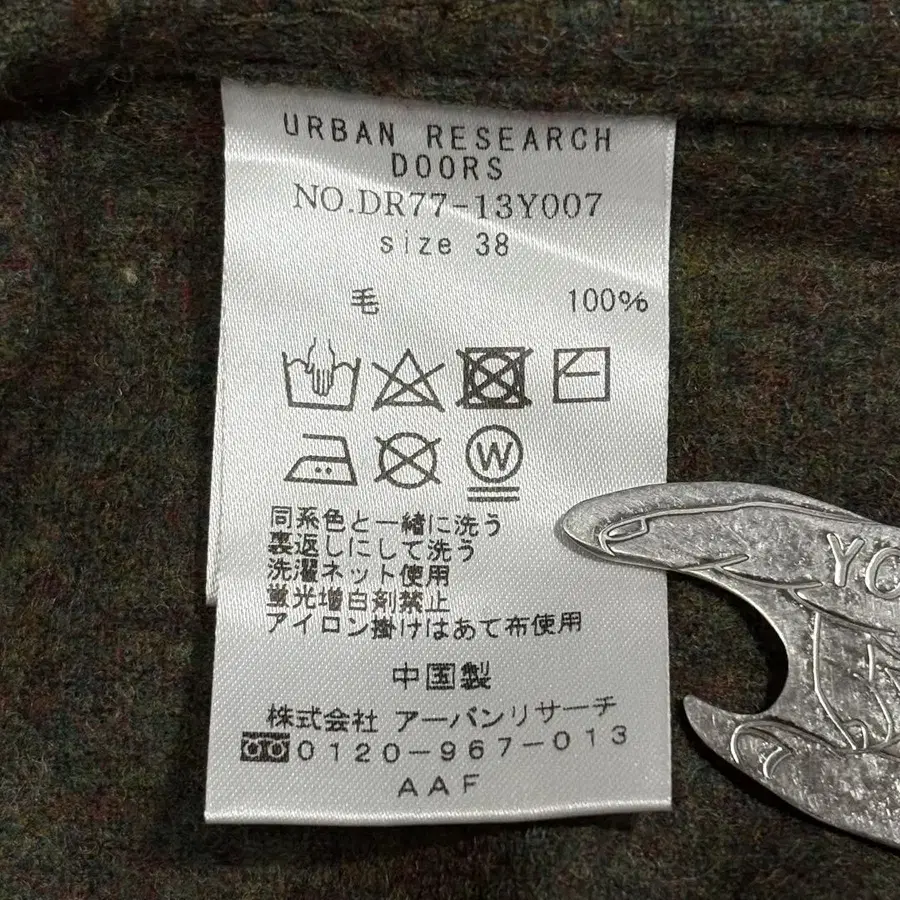 URBAN RESEARCH
DOORS
NO.DR77-13Y007
size 38
毛 100%
W
同系色と一緒に洗う
裏返しにして洗う
洗濯ネット使用
蛍光増白剤禁止
アイロン掛けはあて布使用
中国製
株式会社 アーバンリサーチ
0120-967-013
AAF
YO